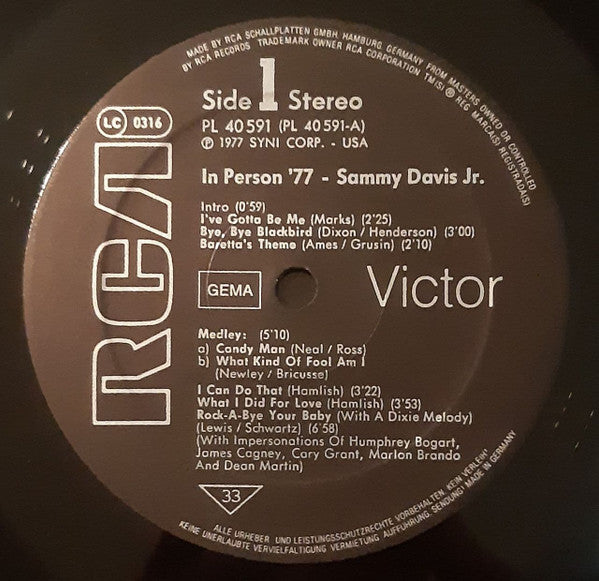 MADE BY RCA SCHALLPLATTEN GMBH, HAMBURG, GERMANY FROM MASTERS OWNED OR CONTROLLED
BY RCA RECORDS TRADEMARK OWNER RCA CORPORATION TM(S) ® REG. MARCA(S) REGISTRADA(S)
Side 1 Stereo
PL 40 591 (PL 40 591-A)
℗ 1977 SYNI CORP. - USA
LC 0316
RCA
In Person '77 - Sammy Davis Jr.
Intro (0'59)
I've Gotta Be Me (Marks) (2'25)
Bye, Bye Blackbird (Dixon / Henderson) (3'00)
Baretta's Theme (Ames / Grusin) (2'10)
GEMA
Victor
Medley: (5'10)
a) Candy Man (Neal / Ross)
b) What Kind Of Fool Am I
(Newley / Bricusse)
I Can Do That (Hamlish) (3'22)
What I Did For Love (Hamlish) (3'53)
Rock-A-Bye Your Baby (With A Dixie Melody)
(Lewis / Schwartz) (6'58)
(With Impersonations Of Humphrey Bogart,
James Cagney, Cary Grant, Marlon Brando
And Dean Martin)
33
ALLE URHEBER UND LEISTUNGSSCHUTZRECHTE VORBEHALTEN. KEIN VERLEIH!
KEINE UNERLAUBTE VERVIELFÄLTIGUNG, VERMIETUNG, AUFFÜHRUNG, SENDUNG! MADE IN GERMANY